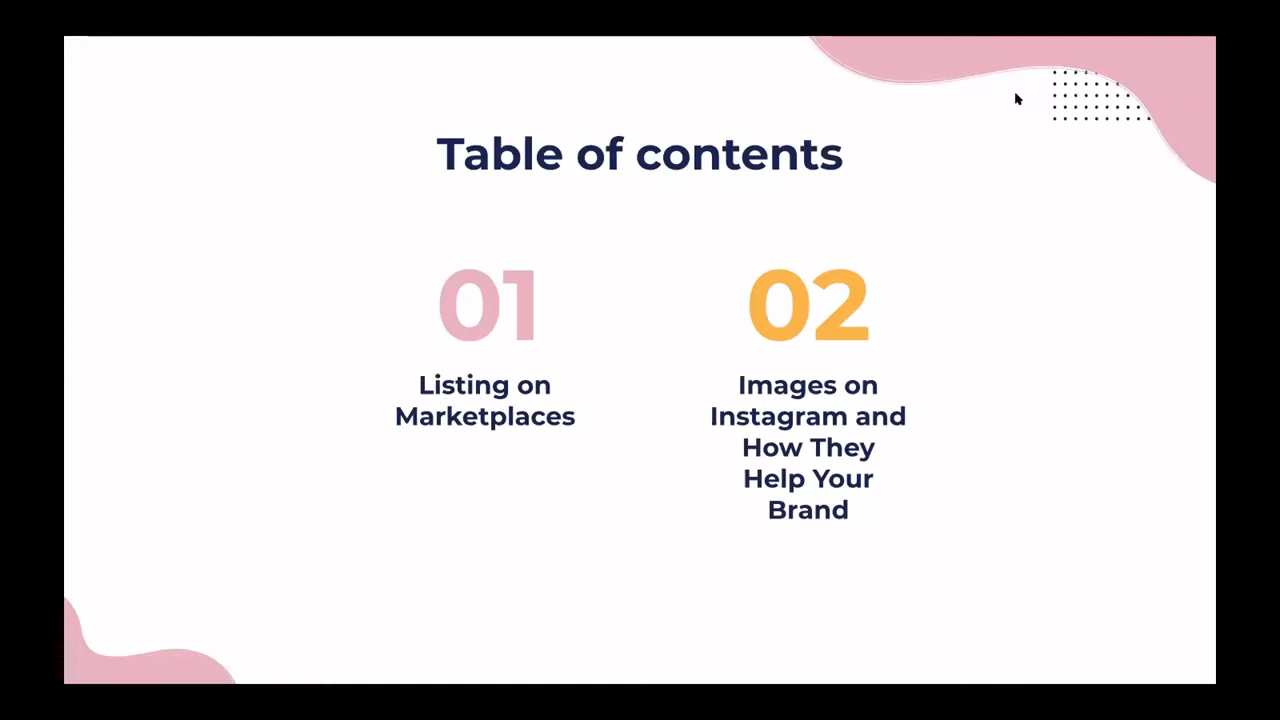 Table of contents
01
Listing on
Marketplaces
02
Images on
Instagram and
How They
Help Your
Brand